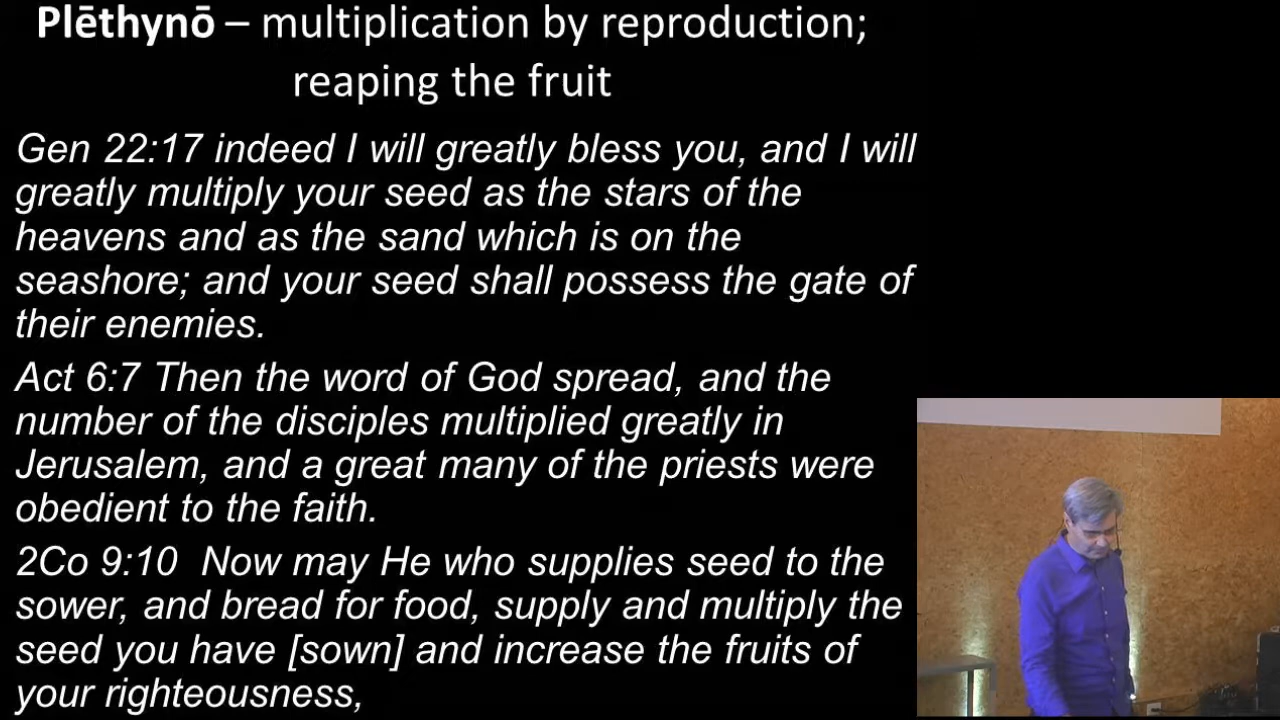 Plēthynō – multiplication by reproduction;
reaping the fruit
Gen 22:17 indeed I will greatly bless you, and I will
greatly multiply your seed as the stars of the
heavens and as the sand which is on the
seashore; and your seed shall possess the gate of
their enemies.
Act 6:7 Then the word of God spread, and the
number of the disciples multiplied greatly in
Jerusalem, and a great many of the priests were
obedient to the faith.
2Co 9:10  Now may He who supplies seed to the
sower, and bread for food, supply and multiply the
seed you have [sown] and increase the fruits of
your righteousness,